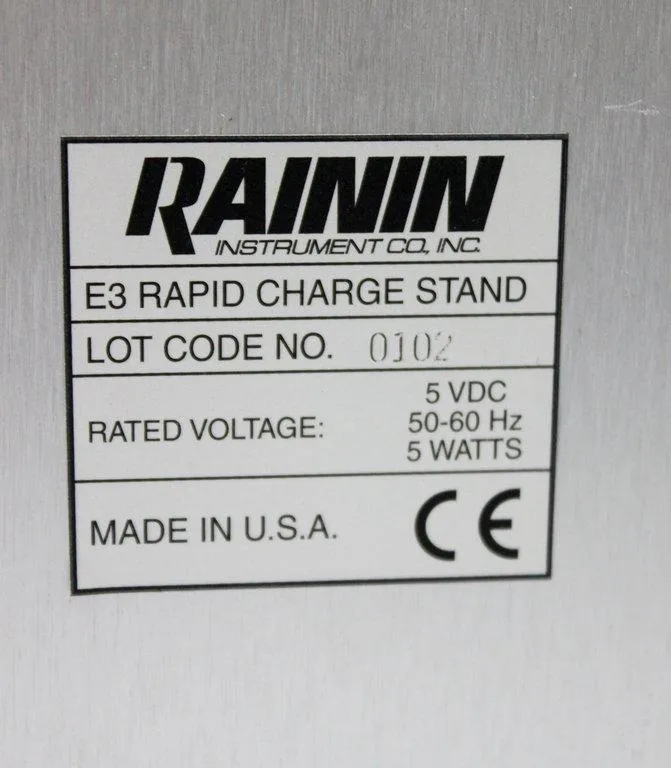 RAININ
INSTRUMENT CO., INC.
E3 RAPID CHARGE STAND
LOT CODE NO. 0102
RATED VOLTAGE:
5 VDC
50-60 Hz
5 WATTS
MADE IN U.S.A. CE